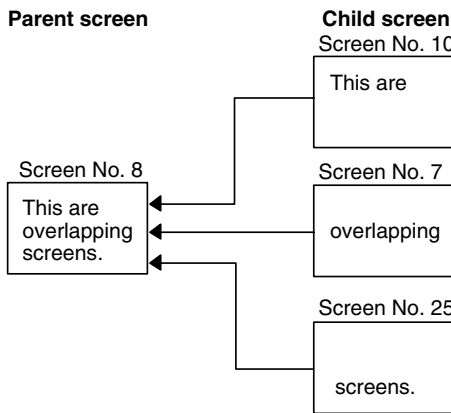 Parent screen
Child screen
Screen No. 10
This are
Screen No. 8
This are
overlapping
screens.
Screen No. 7
overlapping
Screen No. 25
screens.